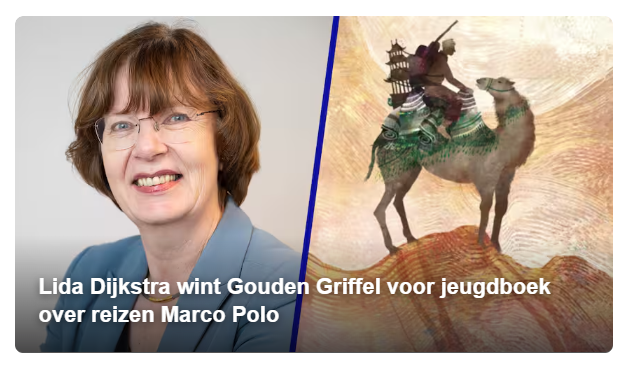 Lida Dijkstra wint Gouden Griffel voor jeugdboek
over reizen Marco Polo